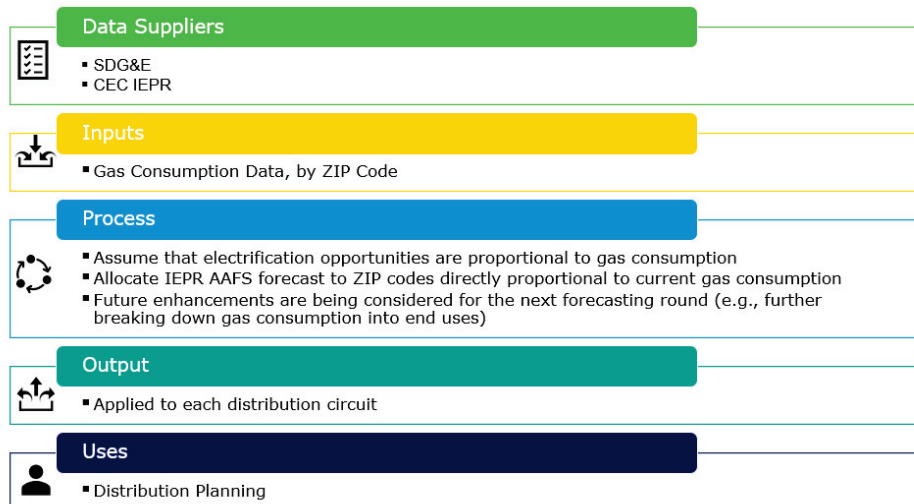 Data Suppliers
▪ SDG&E
▪ CEC IEPR
Inputs
▪ Gas Consumption Data, by ZIP Code
Process
▪ Assume that electrification opportunities are proportional to gas consumption
▪ Allocate IEPR AAFS forecast to ZIP codes directly proportional to current gas consumption
▪ Future enhancements are being considered for the next forecasting round (e.g., further
breaking down gas consumption into end uses)
Output
▪ Applied to each distribution circuit
Uses
▪ Distribution Planning